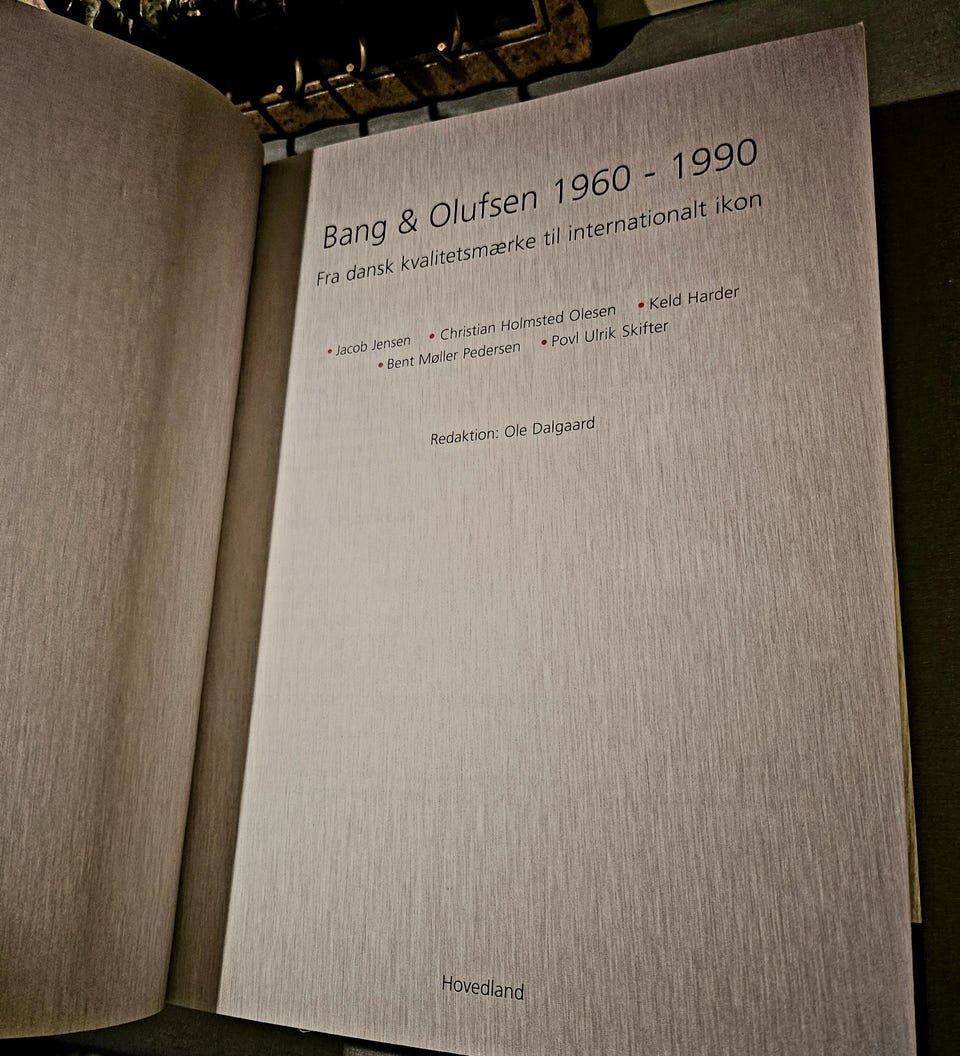 Bang & Olufsen 1960 - 1990
Fra dansk kvalitetsmærke til internationalt ikon
• Jacob Jensen • Christian Holmsted Olesen • Keld Harder
• Bent Møller Pedersen • Povl Ulrik Skifter
Redaktion: Ole Dalgaard
Hovedland